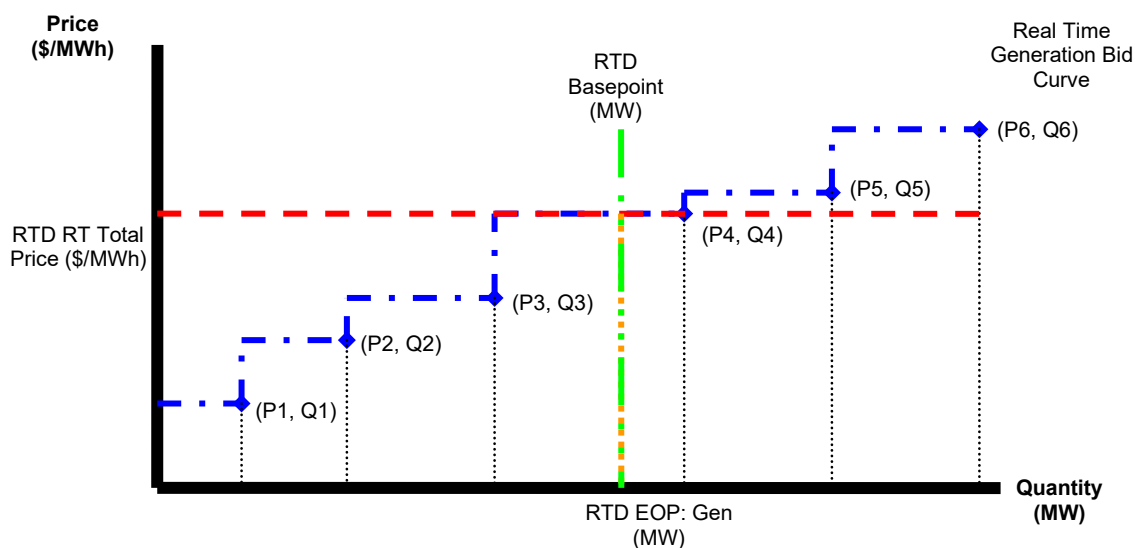 Price
($/MWh)
Real Time
Generation Bid
Curve
RTD
Basepoint
(MW)
(P6, Q6)
(P5, Q5)
RTD RT Total
Price ($/MWh)
(P4, Q4)
(P3, Q3)
(P2, Q2)
(P1, Q1)
Quantity
(MW)
RTD EOP: Gen
(MW)